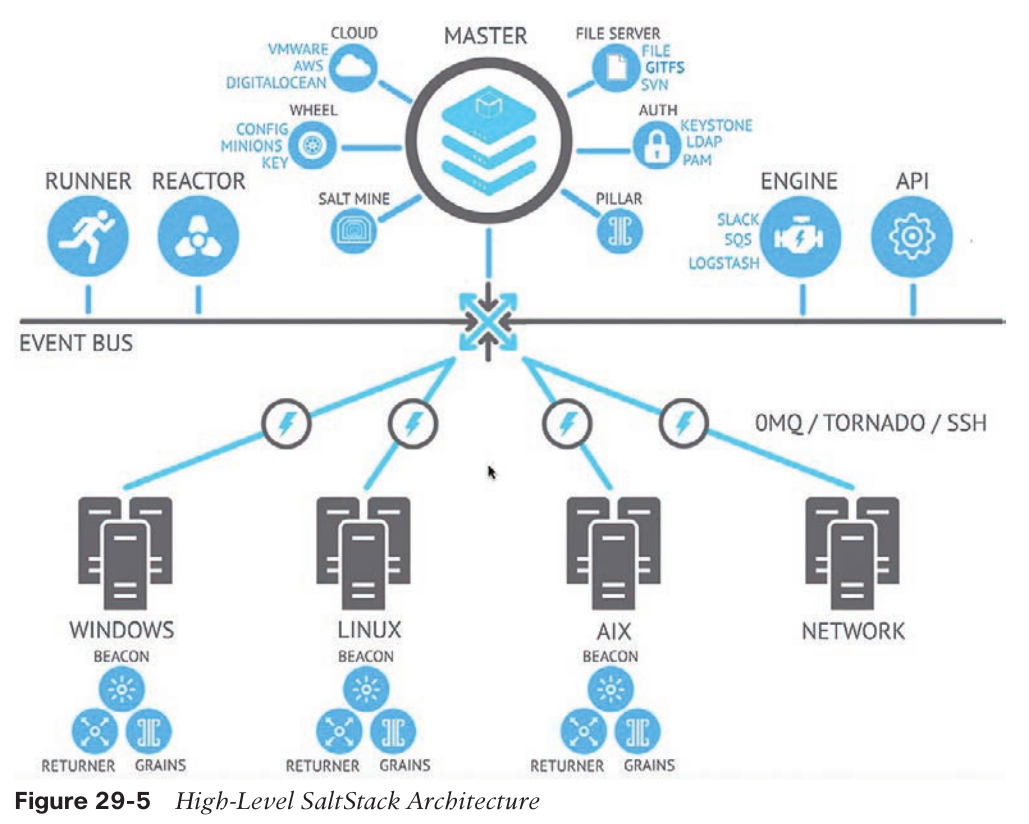 CLOUD
VMWARE
AWS
DIGITALOCEAN
MASTER
FILE SERVER
FILE
GITFS
SVN
WHEEL
CONFIG
MINIONS
KEY
AUTH
KEYSTONE
LDAP
PAM
RUNNER
REACTOR
SALT MINE
PILLAR
ENGINE
SLACK
SQS
LOGSTASH
API
EVENT BUS
0MQ / TORNADO / SSH
WINDOWS
LINUX
AIX
NETWORK
BEACON
RETURNER
GRAINS
BEACON
RETURNER
GRAINS
BEACON
RETURNER
GRAINS
Figure 29-5 High-Level SaltStack Architecture